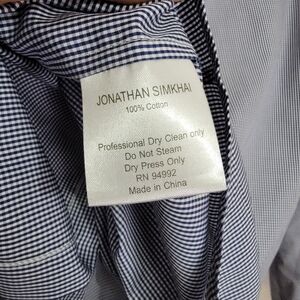 JONATHAN SIMKHAI
100% Cotton
Professional Dry Clean only
Do Not Steam
Dry Press Only
RN 94992
Made in China